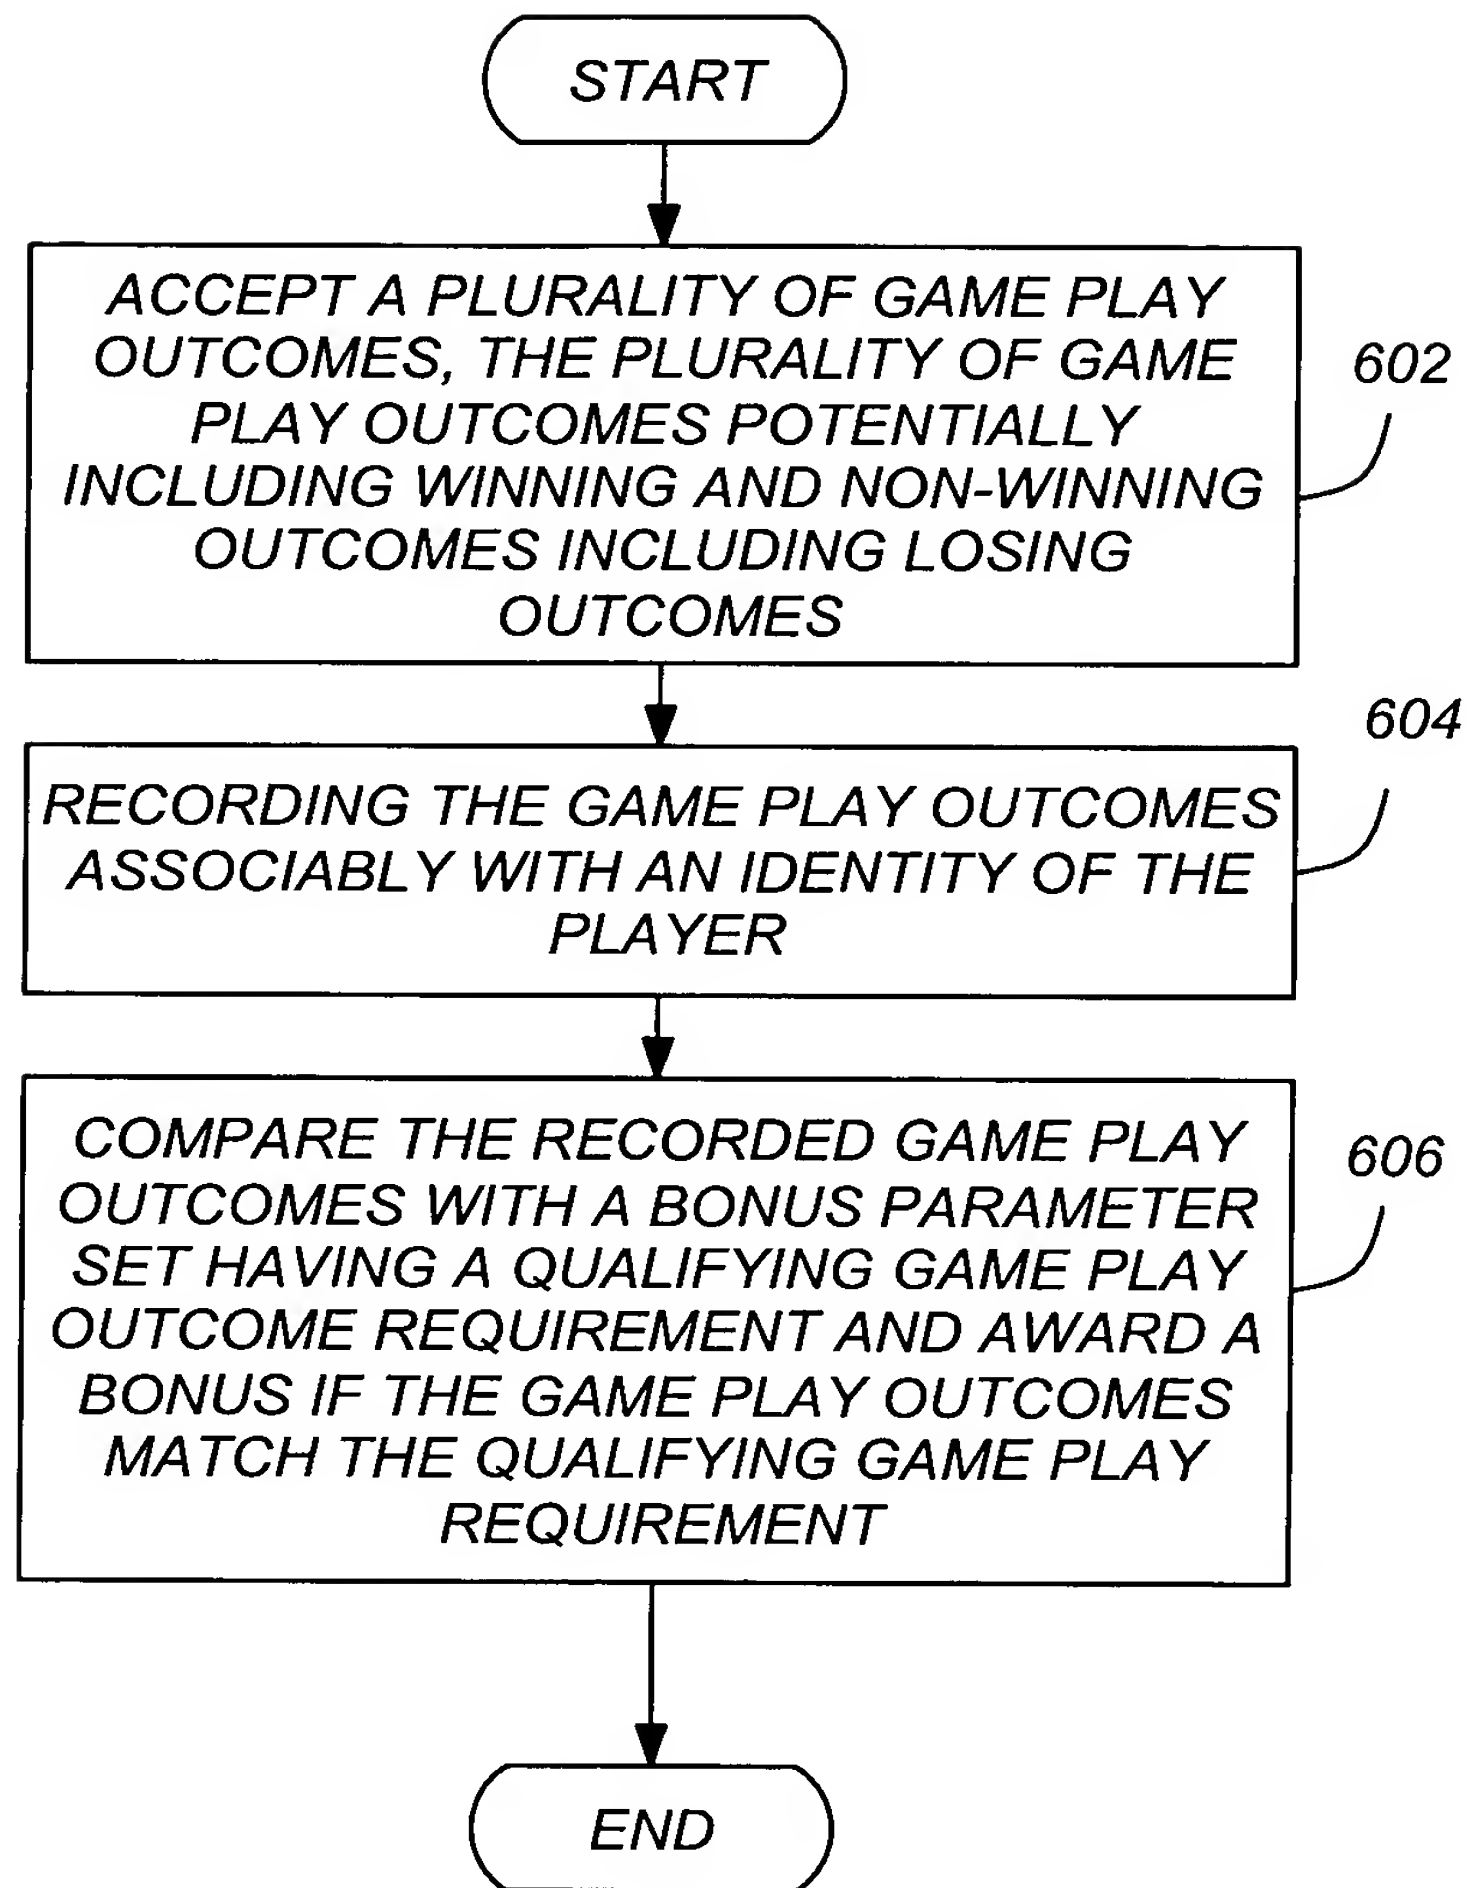 START
ACCEPT A PLURALITY OF GAME PLAY
OUTCOMES, THE PLURALITY OF GAME
PLAY OUTCOMES POTENTIALLY
INCLUDING WINNING AND NON-WINNING
OUTCOMES INCLUDING LOSING
OUTCOMES
602
RECORDING THE GAME PLAY OUTCOMES
ASSOCIABLY WITH AN IDENTITY OF THE
PLAYER
604
COMPARE THE RECORDED GAME PLAY
OUTCOMES WITH A BONUS PARAMETER
SET HAVING A QUALIFYING GAME PLAY
OUTCOME REQUIREMENT AND AWARD A
BONUS IF THE GAME PLAY OUTCOMES
MATCH THE QUALIFYING GAME PLAY
REQUIREMENT
606
END